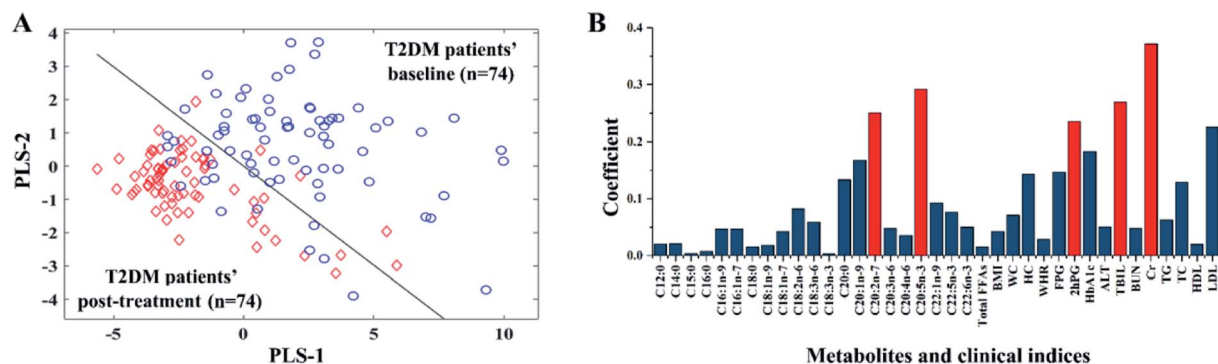 A
4
3
2
1
0
-1
-2
-3
-4
PLS-2
T2DM patients'
baseline (n=74)
T2DM patients'
post-treatment (n=74)
-5
0
5
10
PLS-1
B
0.4
0.3
0.2
0.1
0.0
Coefficient
C12:0
C14:0
C15:0
C16:0
C16:1n-9
C16:1n-7
C18:0
C18:1n-9
C18:1n-7
C18:2n-6
C18:3n-6
C18:3n-3
C20:0
C20:1n-9
C20:2n-7
C20:3n-6
C20:4n-6
C20:5n-3
C22:1n-9
C22:5n-3
C22:6n-3
Total FFAs
BMI
WC
HC
WHR
FPG
2hPG
HbA1c
ALT
TBIL
BUN
Cr
TG
TC
HDL
LDL
Metabolites and clinical indices